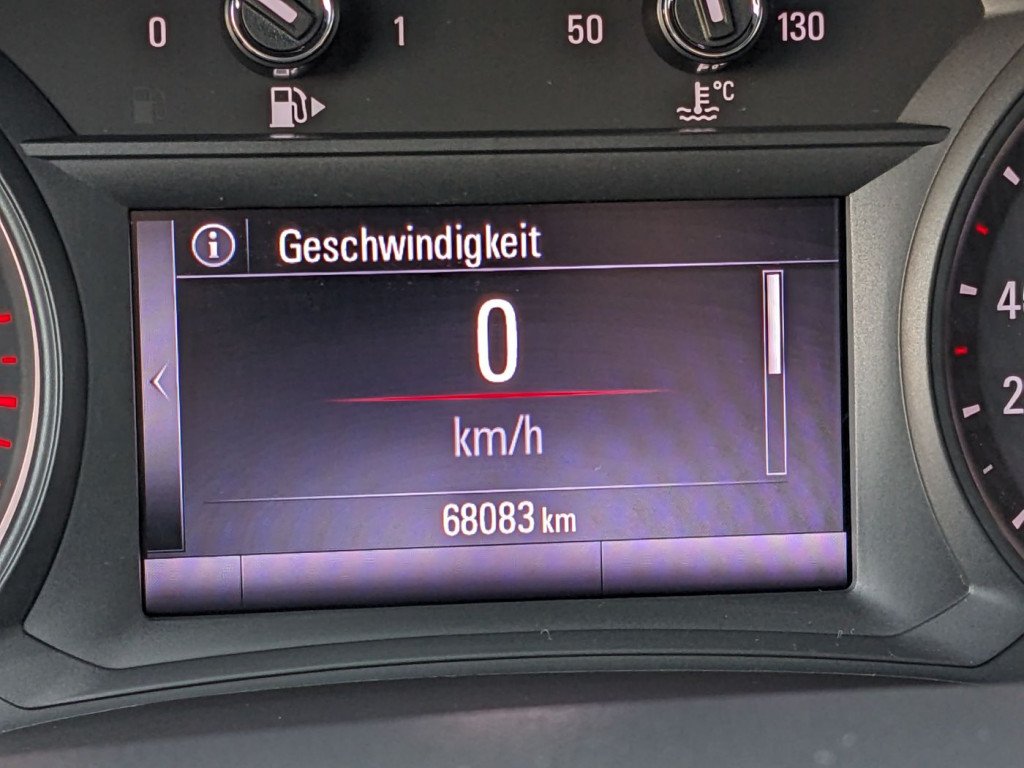 0 1 50 130
°C
Geschwindigkeit
0
km/h
68083 km